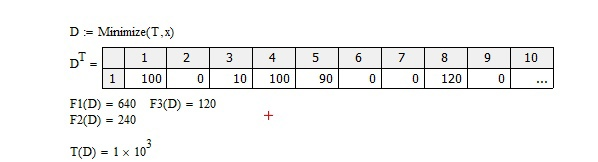 D := Minimize(T,x)
1 2 3 4 5 6 7 8 9 10
D^T = 1 100 0 10 100 90 0 0 120 0 ...
F1(D) = 640 F3(D) = 120
F2(D) = 240
T(D) = 1 × 10^3